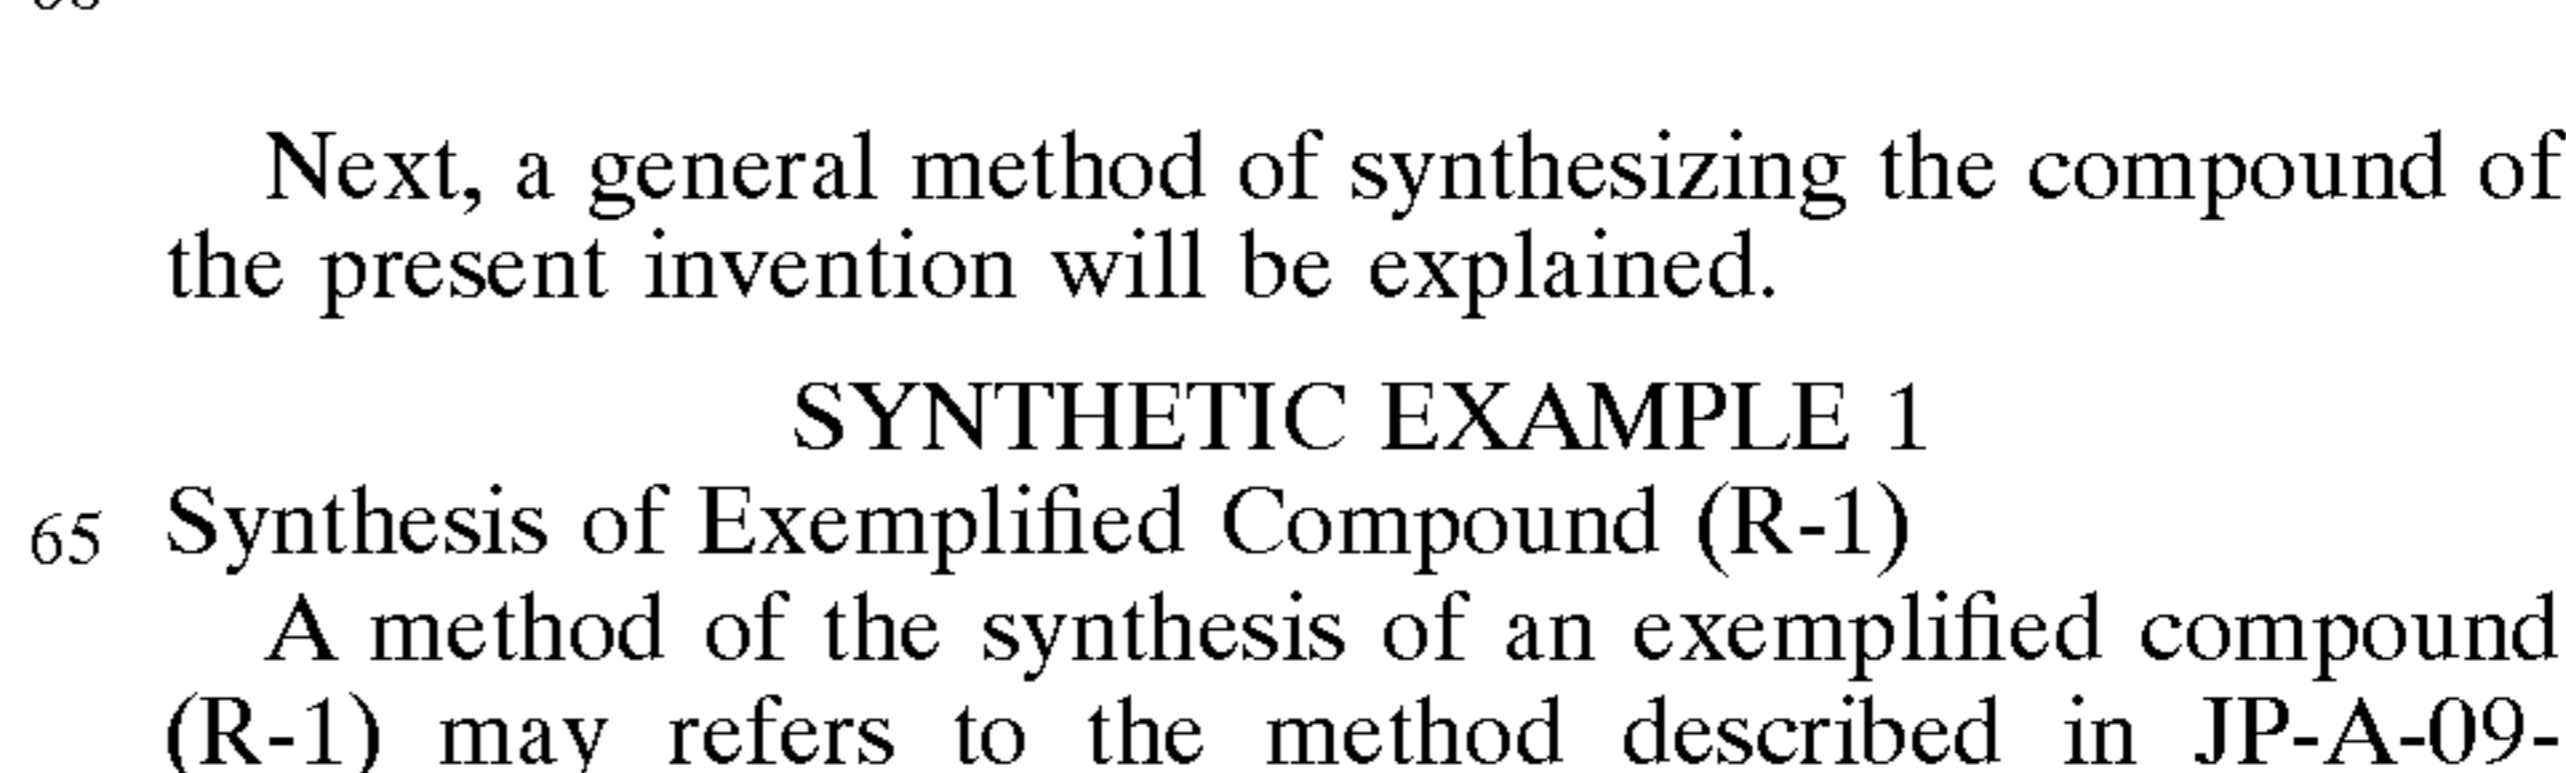 Next, a general method of synthesizing the compound of
the present invention will be explained.
SYNTHETIC EXAMPLE 1
65 Synthesis of Exemplified Compound (R-1)
A method of the synthesis of an exemplified compound
(R-1) may refers to the method described in JP-A-09-